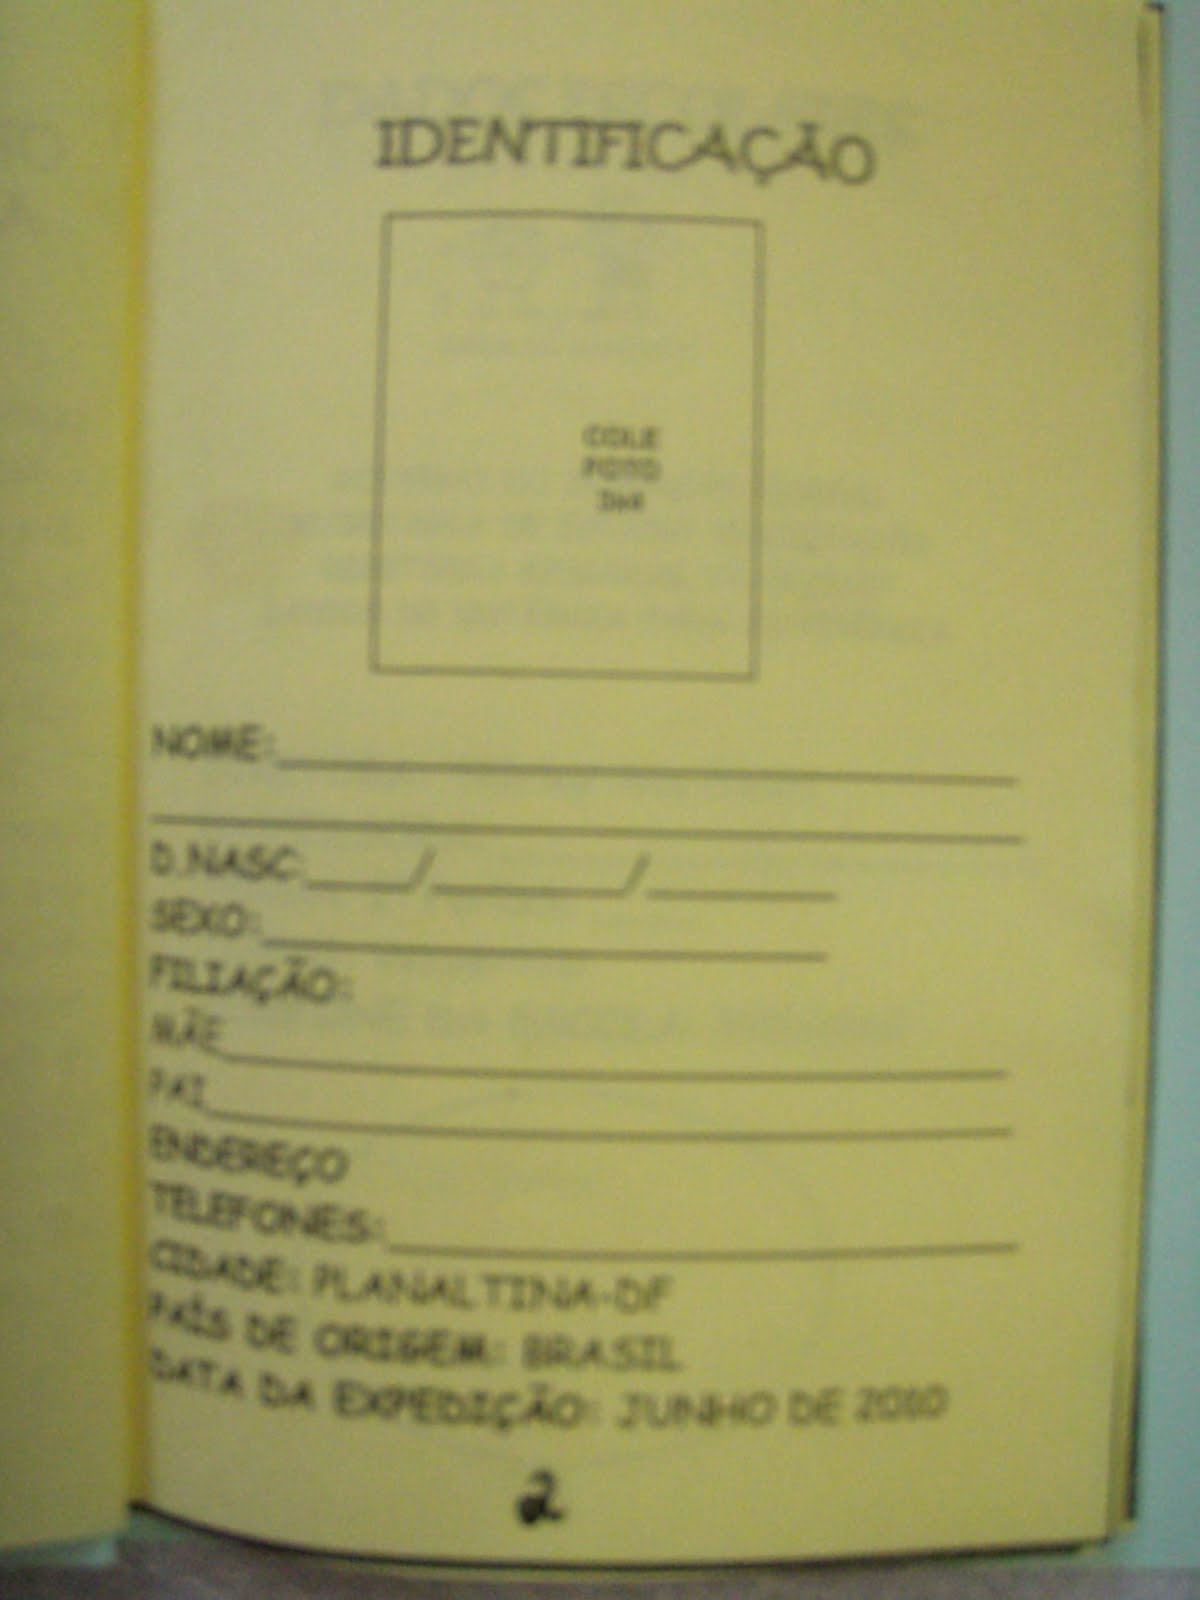 IDENTIFICAÇÃO
COLE
FOTO
3x4
NOME:
D.NASC: / /
SEXO:
FILIAÇÃO:
MÃE
PAI
ENDEREÇO
TELEFONES:
CIDADE: PLANALTINA-DF
PAÍS DE ORIGEM: BRASIL
DATA DA EXPEDIÇÃO: JUNHO DE 2010
2